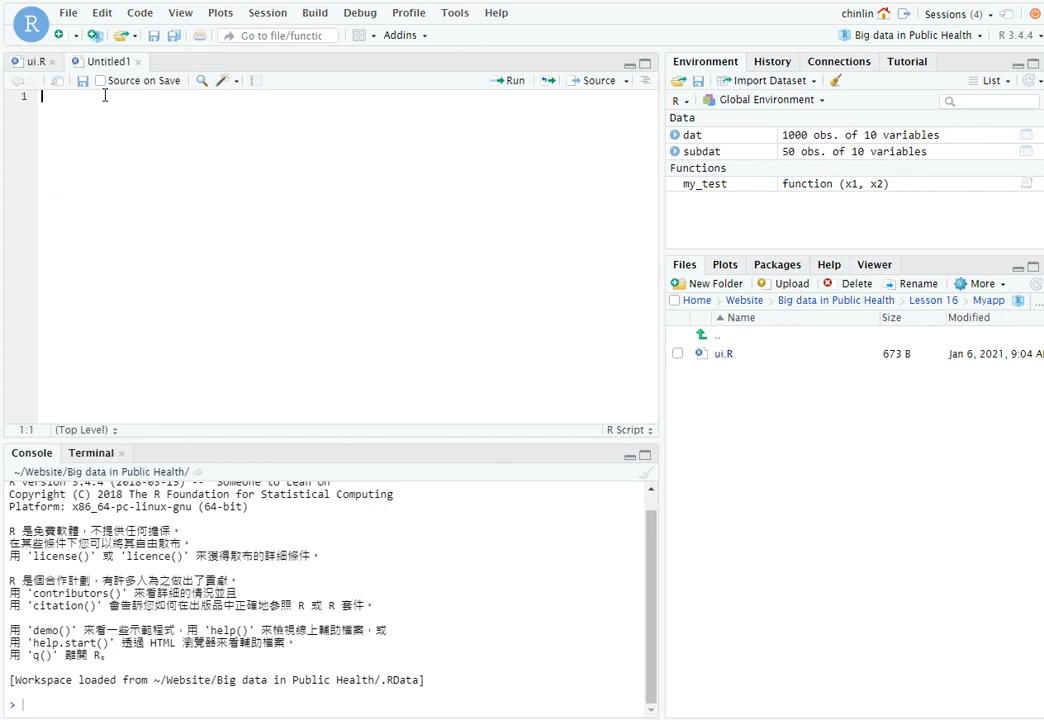 File Edit Code View Plots Session Build Debug Profile Tools Help
chinlin Sessions (4)
Go to file/functic Addins
Big data in Public Health R 3.4.4
ui.R Untitled1
Source on Save Run Source
1
1:1 (Top Level) R Script
Console Terminal
~/Website/Big data in Public Health/
R version 3.4.4 (2018-03-15) -- "Someone to Lean On"
Copyright (C) 2018 The R Foundation for Statistical Computing
Platform: x86_64-pc-linux-gnu (64-bit)
R 是免費軟體，不提供任何擔保。
在某些條件下您可以將其自由散布。
用 'license()' 或 'licence()' 來獲得散布的詳細條件。
R 是個合作計劃，有許多人為之做出了貢獻。
用 'contributors()' 來看詳細的情況並且
用 'citation()' 會告訴您如何在出版品中正確地參照 R 或 R 套件。
用 'demo()' 來看一些示範程式，用 'help()' 來檢視線上輔助檔案，或
用 'help.start()' 透過 HTML 瀏覽器來看輔助檔案。
用 'q()' 離開 R。
[Workspace loaded from ~/Website/Big data in Public Health/.RData]
>
Environment History Connections Tutorial
Import Dataset List
R Global Environment
Data
dat 1000 obs. of 10 variables
subdat 50 obs. of 10 variables
Functions
my_test function (x1, x2)
Files Plots Packages Help Viewer
New Folder Upload Delete Rename More
Home Website Big data in Public Health Lesson 16 Myapp ...
Name Size Modified
..
ui.R 673 B Jan 6, 2021, 9:04 A